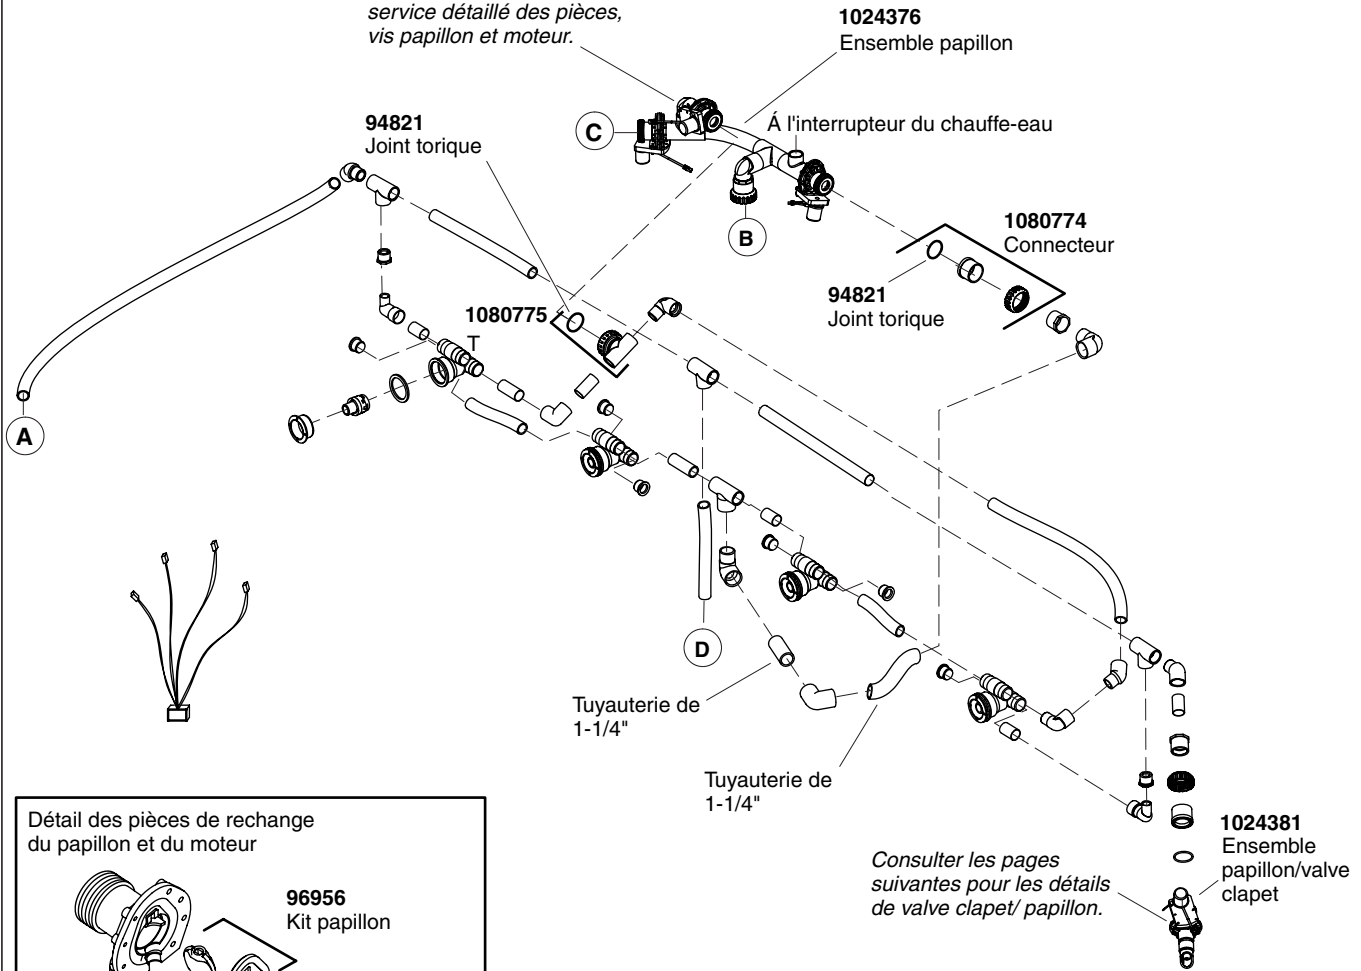 service détaillé des pièces,
vis papillon et moteur.
1024376
Ensemble papillon
94821
Joint torique
C
Á l'interrupteur du chauffe-eau
B
1080774
Connecteur
94821
Joint torique
1080775
T
A
D
Tuyauterie de
1-1/4"
Tuyauterie de
1-1/4"
Détail des pièces de rechange
du papillon et du moteur
96956
Kit papillon
Consulter les pages
suivantes pour les détails
de valve clapet/ papillon.
1024381
Ensemble
papillon/valve
clapet